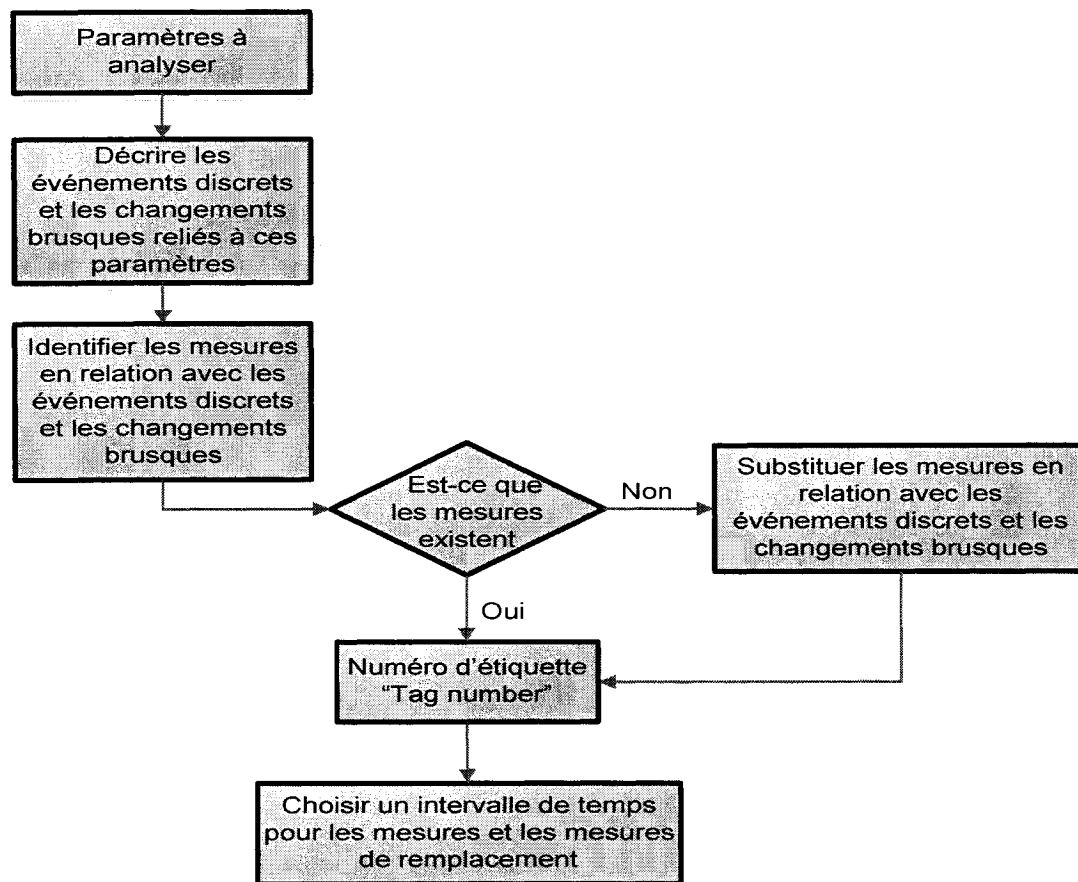 Paramètres à
analyser
Décrire les
événements discrets
et les changements
brusques reliés à ces
paramètres
Identifier les mesures
en relation avec les
événements discrets
et les changements
brusques
Est-ce que
les mesures
existent
Non
Substituer les mesures en
relation avec les
événements discrets et les
changements brusques
Oui
Numéro d'étiquette
“Tag number”
Choisir un intervalle de temps
pour les mesures et les mesures
de remplacement